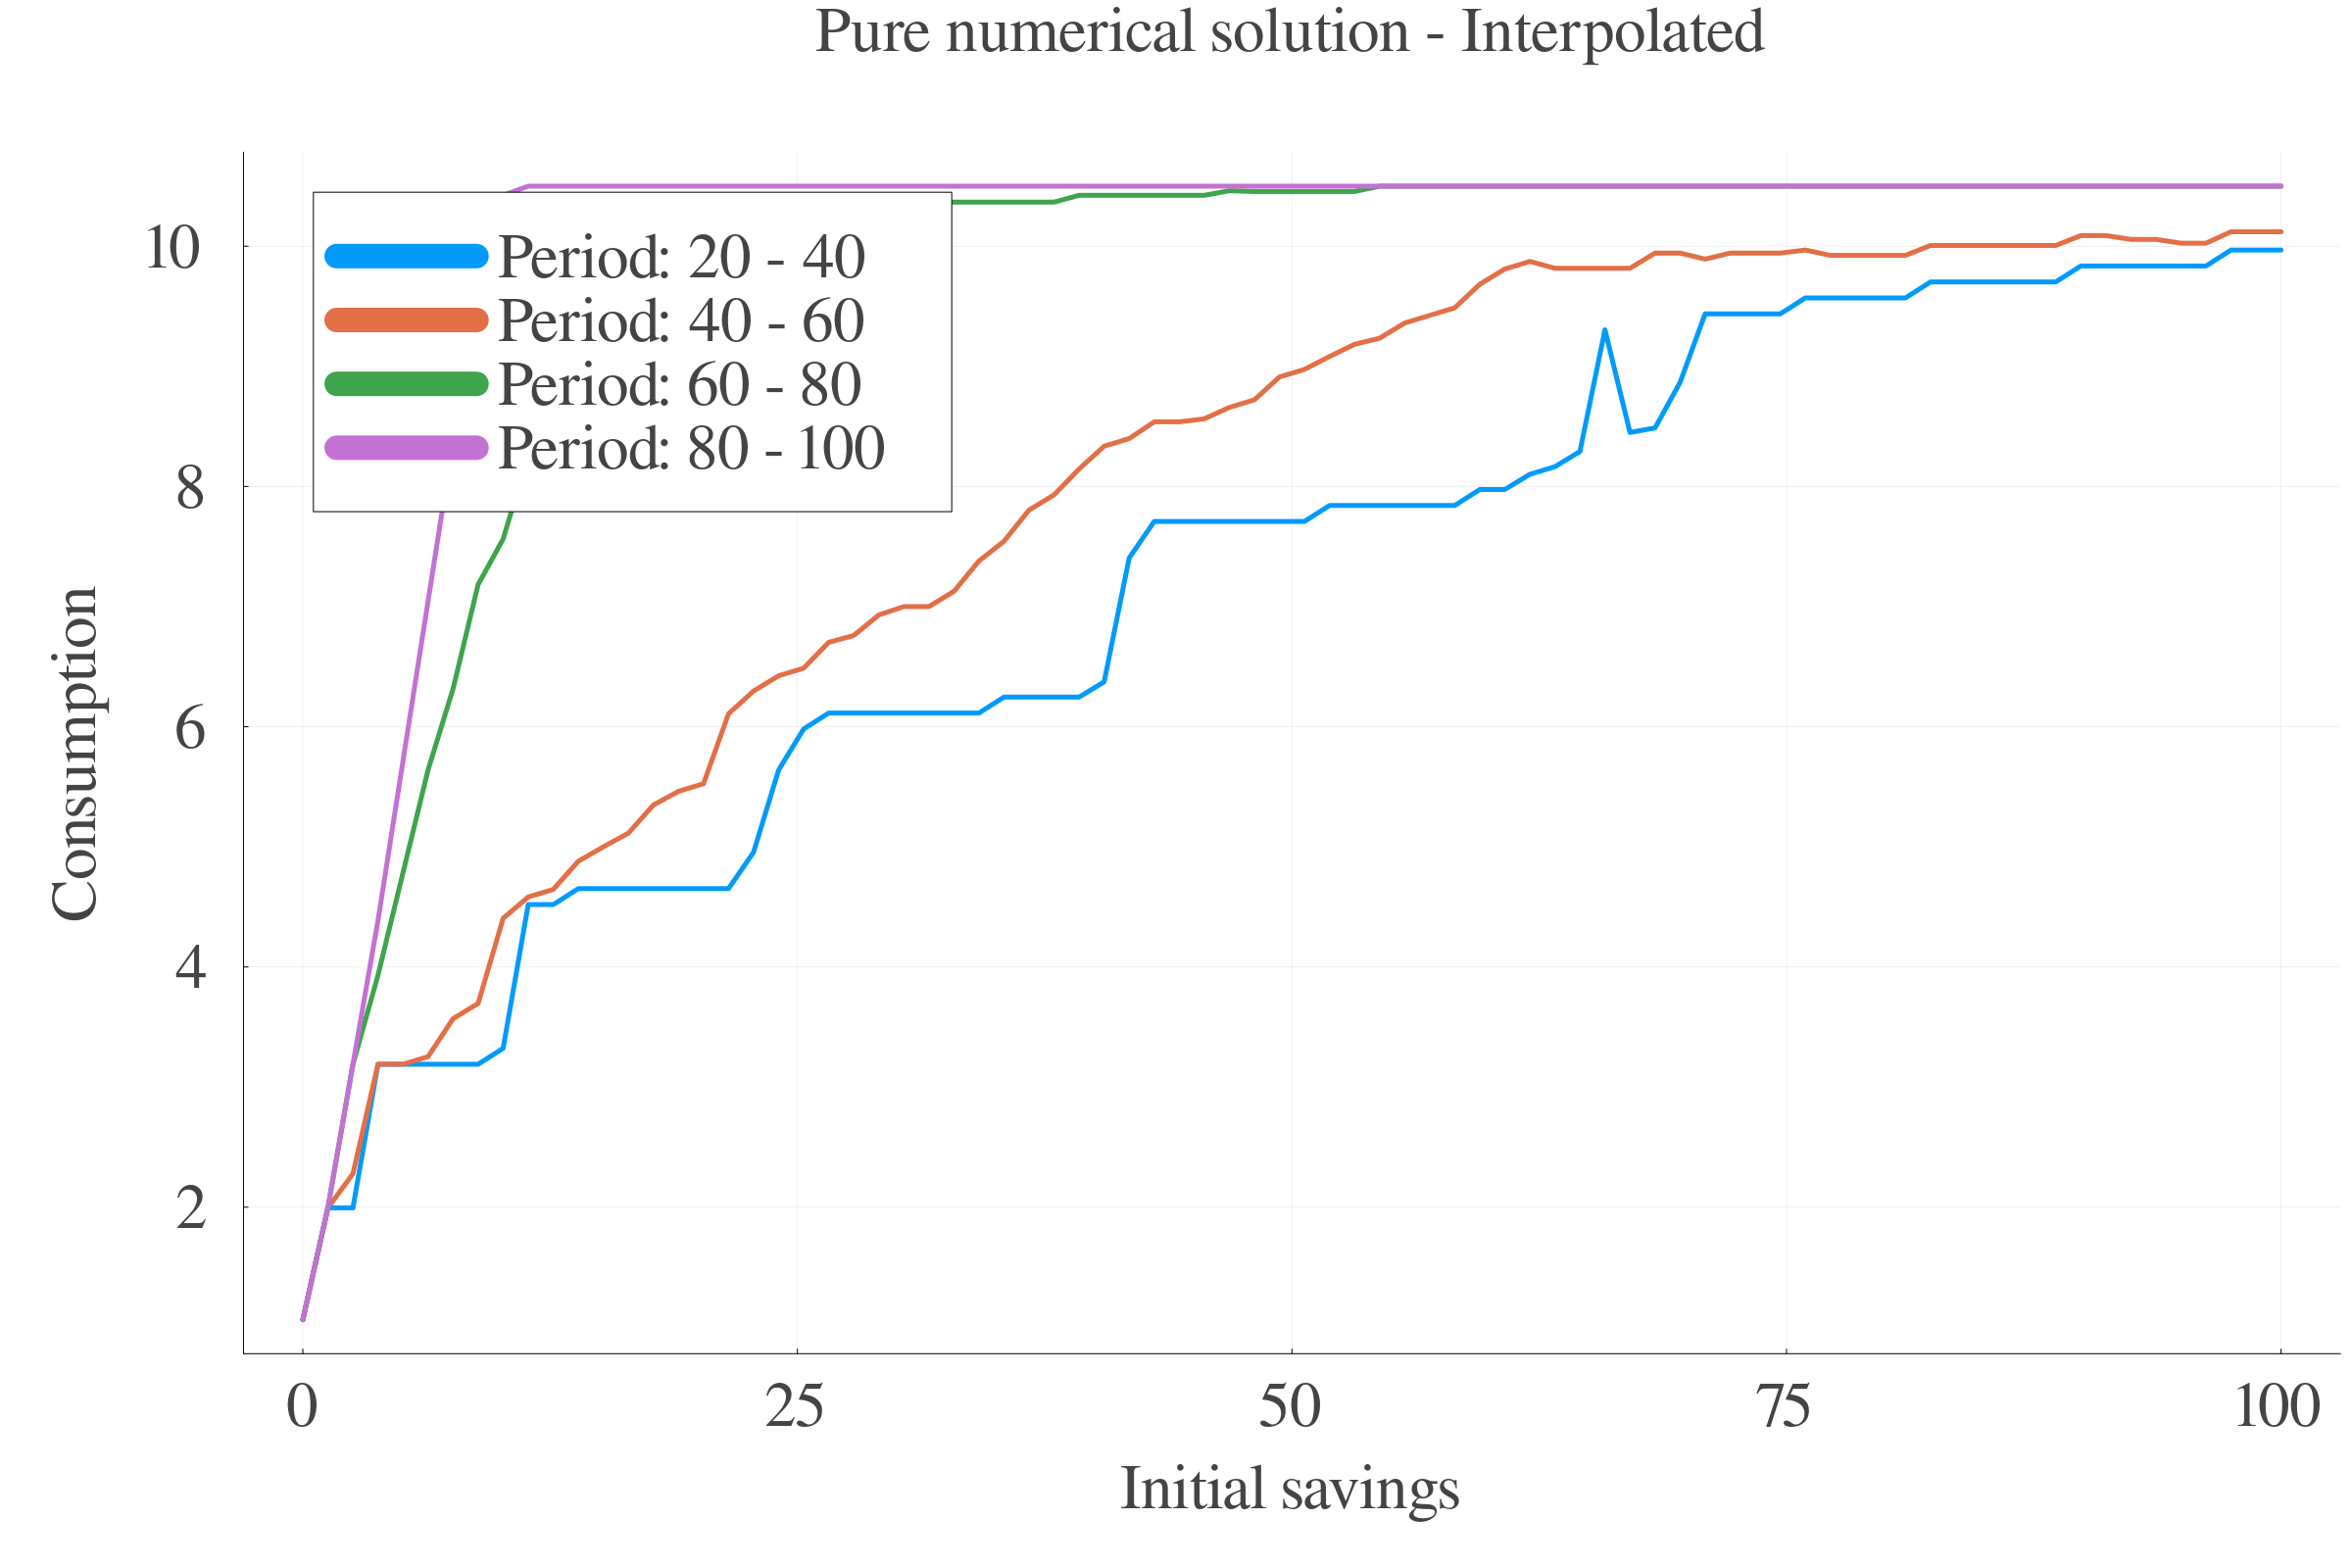 Pure numerical solution - Interpolated
Period: 20 - 40
Period: 40 - 60
Period: 60 - 80
Period: 80 - 100
Consumption
10
8
6
4
2
0 25 50 75 100
Initial savings